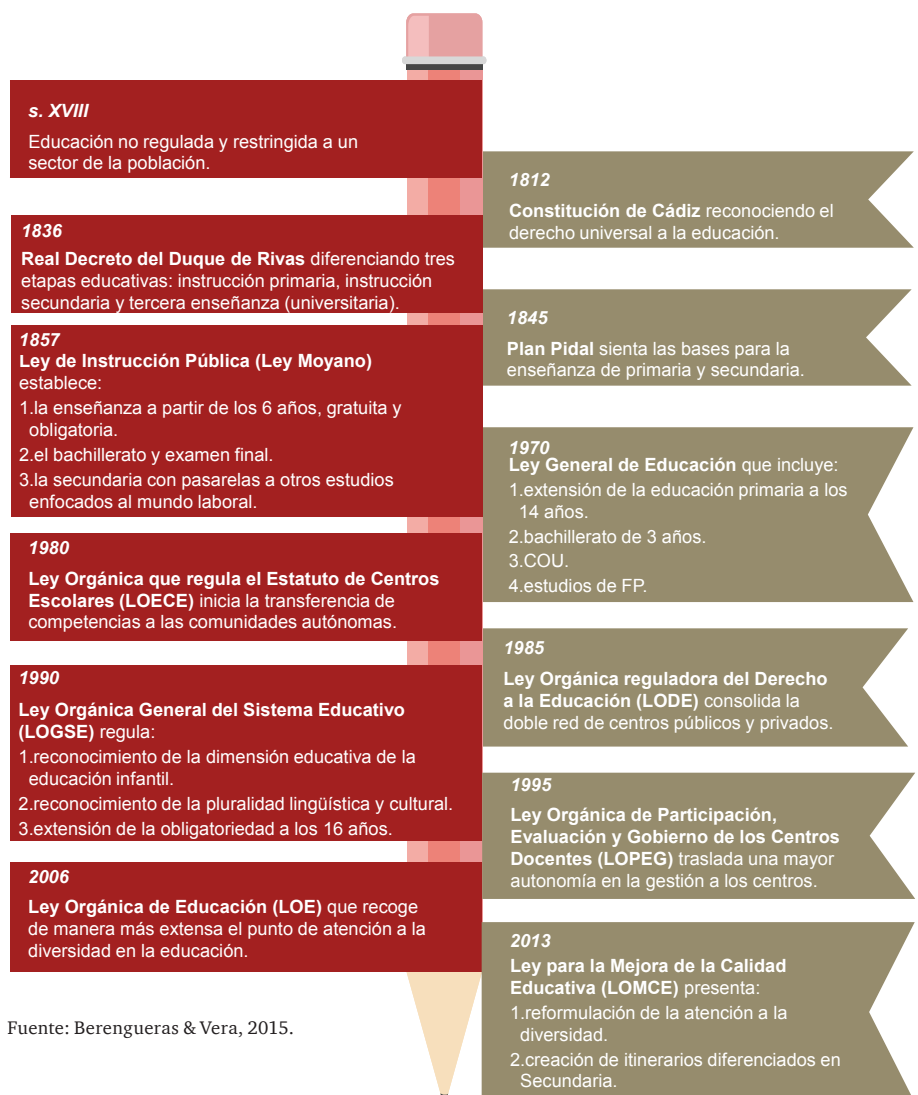 s. XVIII
Educación no regulada y restringida a un
sector de la población.
1812
Constitución de Cádiz reconociendo el
derecho universal a la educación.
1836
Real Decreto del Duque de Rivas diferenciando tres
etapas educativas: instrucción primaria, instrucción
secundaria y tercera enseñanza (universitaria).
1845
Plan Pidal sienta las bases para la
enseñanza de primaria y secundaria.
1857
Ley de Instrucción Pública (Ley Moyano)
establece:
1.la enseñanza a partir de los 6 años, gratuita y
obligatoria.
2.el bachillerato y examen final.
3.la secundaria con pasarelas a otros estudios
enfocados al mundo laboral.
1970
Ley General de Educación que incluye:
1.extensión de la educación primaria a los
14 años.
2.bachillerato de 3 años.
3.COU.
4.estudios de FP.
1980
Ley Orgánica que regula el Estatuto de Centros
Escolares (LOECE) inicia la transferencia de
competencias a las comunidades autónomas.
1985
Ley Orgánica reguladora del Derecho
a la Educación (LODE) consolida la
doble red de centros públicos y privados.
1990
Ley Orgánica General del Sistema Educativo
(LOGSE) regula:
1.reconocimiento de la dimensión educativa de la
educación infantil.
2.reconocimiento de la pluralidad lingüística y cultural.
3.extensión de la obligatoriedad a los 16 años.
1995
Ley Orgánica de Participación,
Evaluación y Gobierno de los Centros
Docentes (LOPEG) traslada una mayor
autonomía en la gestión a los centros.
2006
Ley Orgánica de Educación (LOE) que recoge
de manera más extensa el punto de atención a la
diversidad en la educación.
2013
Ley para la Mejora de la Calidad
Educativa (LOMCE) presenta:
1.reformulación de la atención a la
diversidad.
2.creación de itinerarios diferenciados en
Secundaria.
Fuente: Berengueras & Vera, 2015.